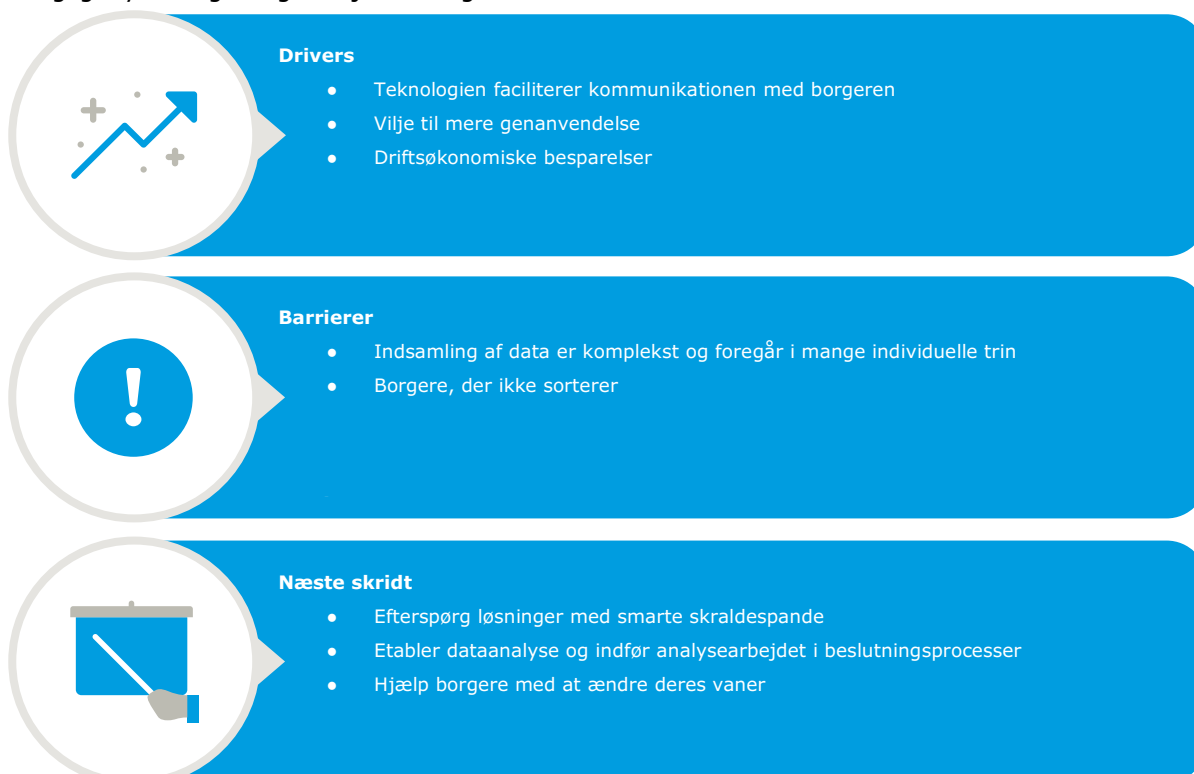 Drivers
● Teknologien faciliterer kommunikationen med borgeren
● Vilje til mere genanvendelse
● Driftsøkonomiske besparelser
Barrierer
● Indsamling af data er komplekst og foregår i mange individuelle trin
● Borgere, der ikke sorterer
Næste skridt
● Efterspørg løsninger med smarte skraldespande
● Etabler dataanalyse og indfør analysearbejdet i beslutningsprocesser
● Hjælp borgere med at ændre deres vaner